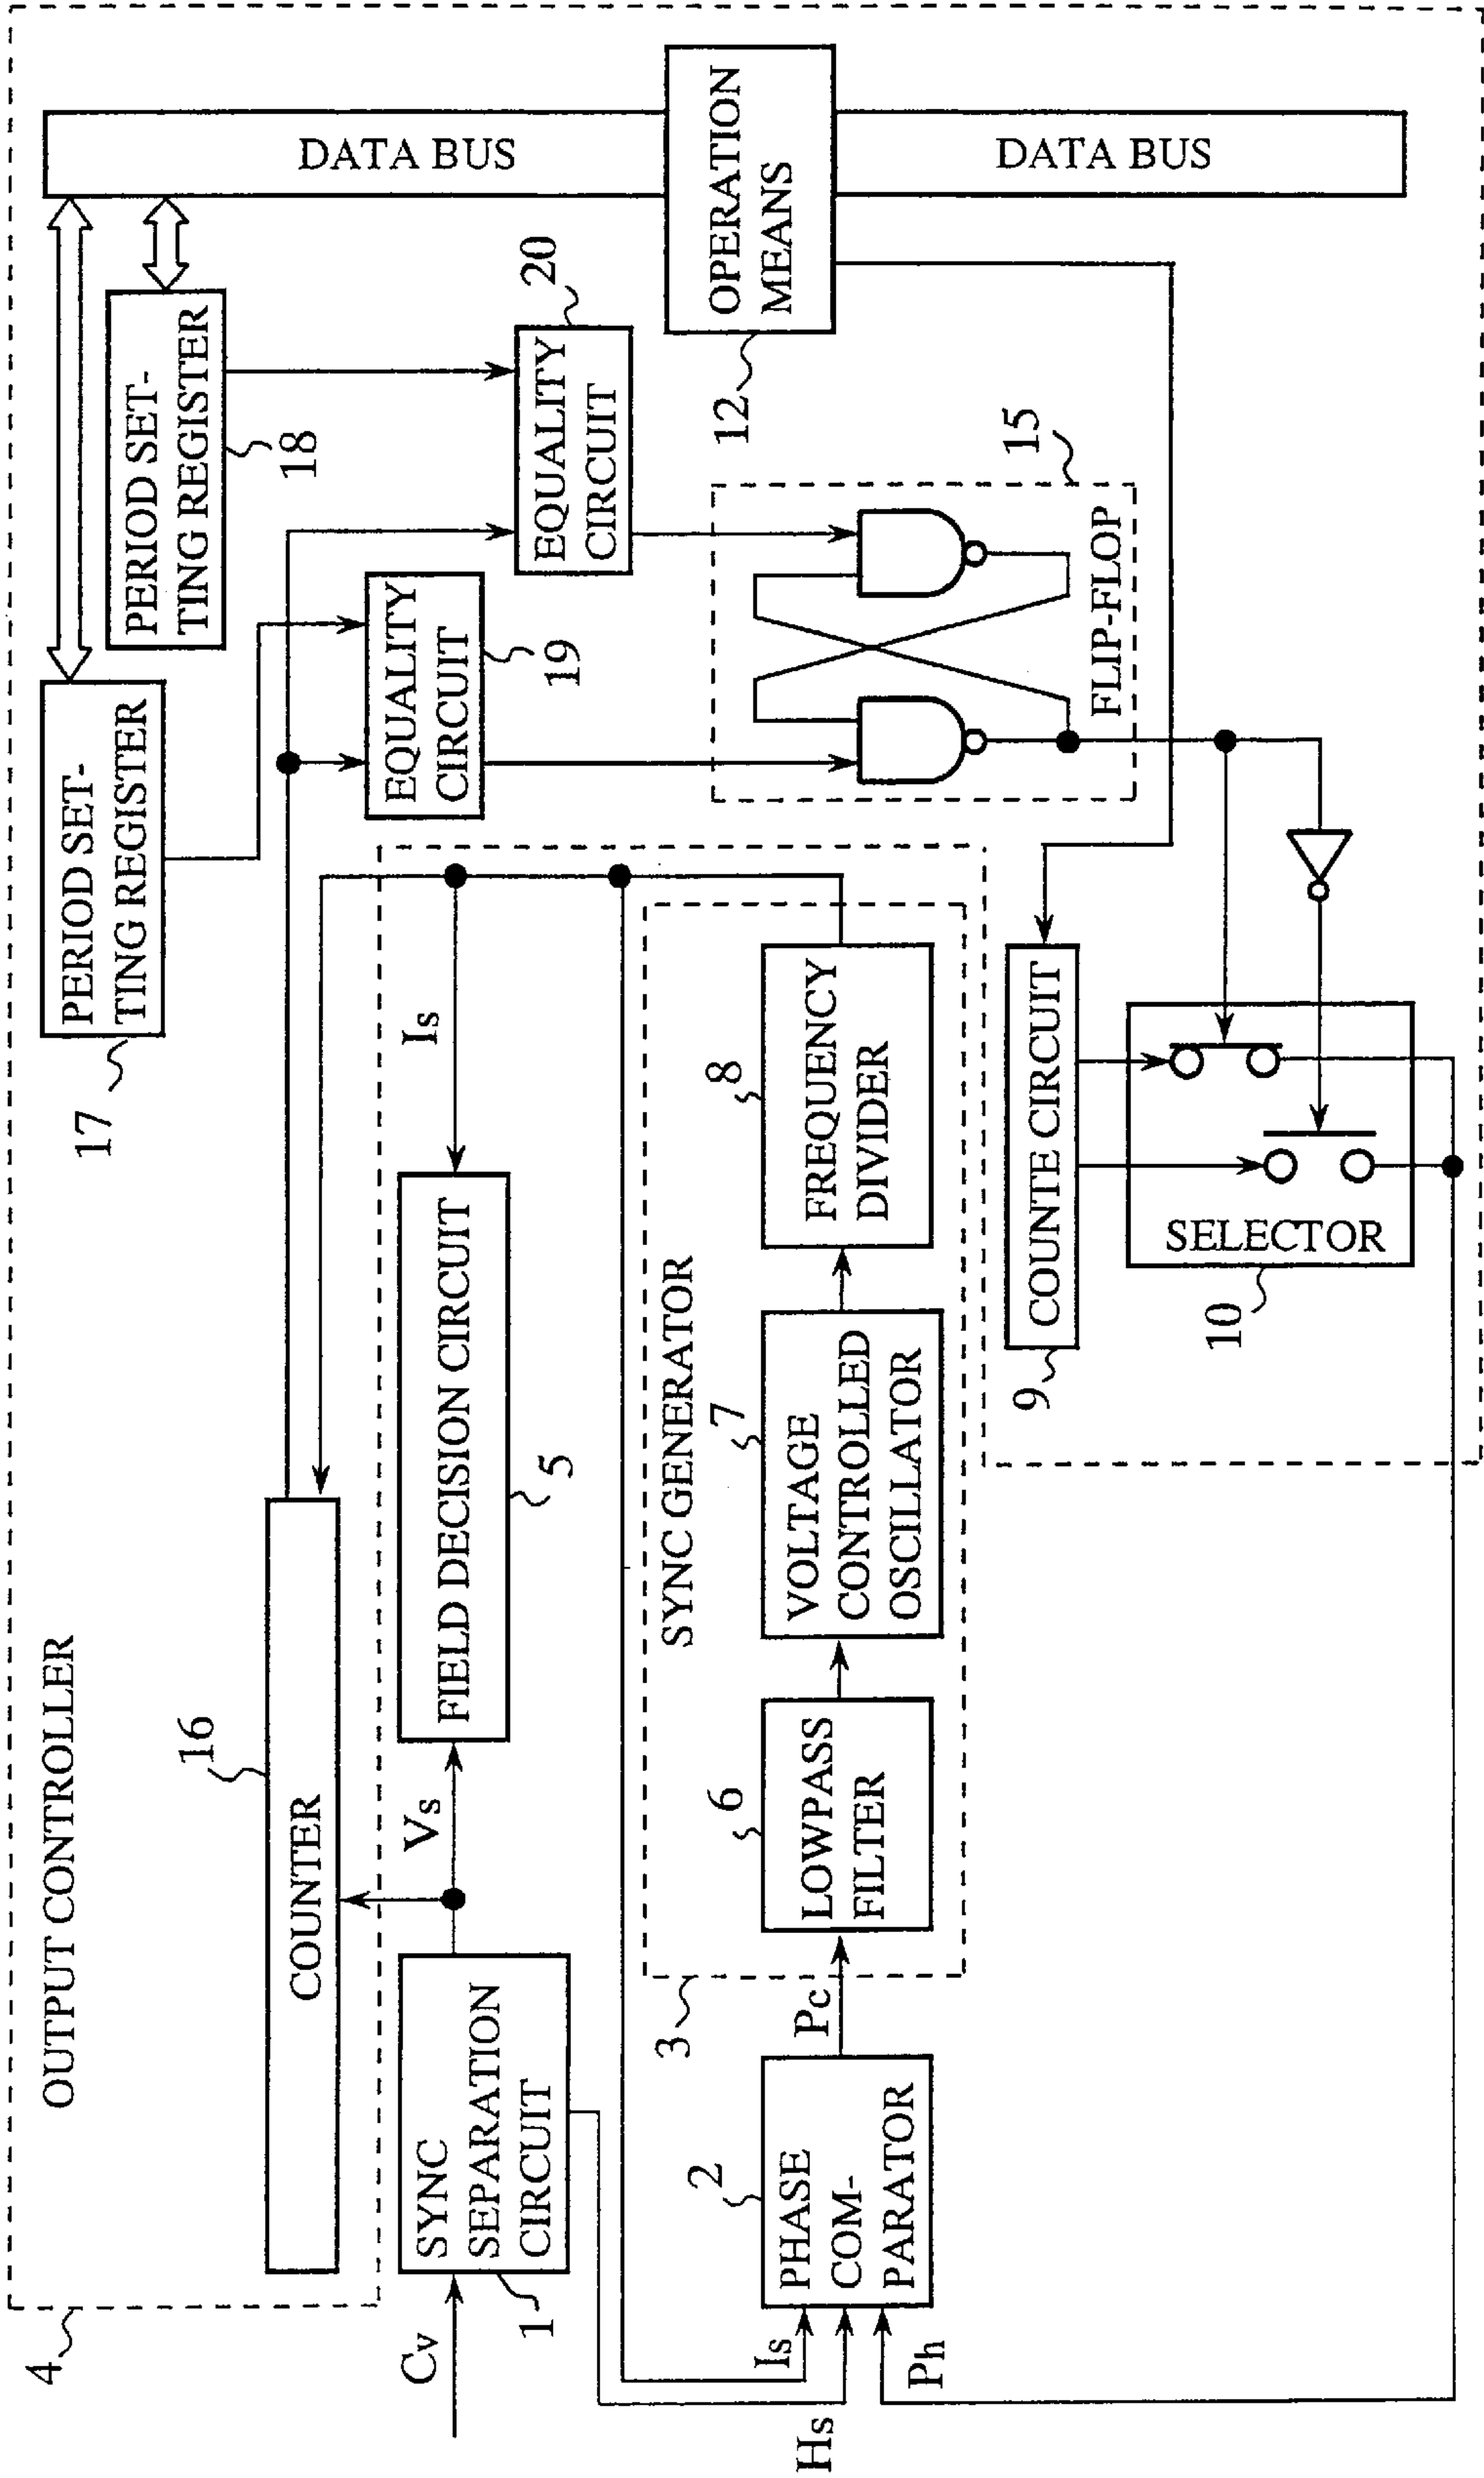 4
OUTPUT CONTROLLER
16
COUNTER
17
PERIOD SET-
TING REGISTER
PERIOD SET-
TING REGISTER
18
DATA BUS
DATA BUS
OPERATION
MEANS
12
EQUALITY
CIRCUIT
19
EQUALITY
CIRCUIT
20
15
FLIP-FLOP
Cv
1
SYNC
SEPARATION
CIRCUIT
Vs
FIELD DECISION CIRCUIT
5
Is
SYNC GENERATOR
3
Is
Hs
Ph
2
PHASE
COM-
PARATOR
Pc
6
LOWPASS
FILTER
7
VOLTAGE
CONTROLLED
OSCILLATOR
8
FREQUENCY
DIVIDER
9
COUNTE CIRCUIT
SELECTOR
10